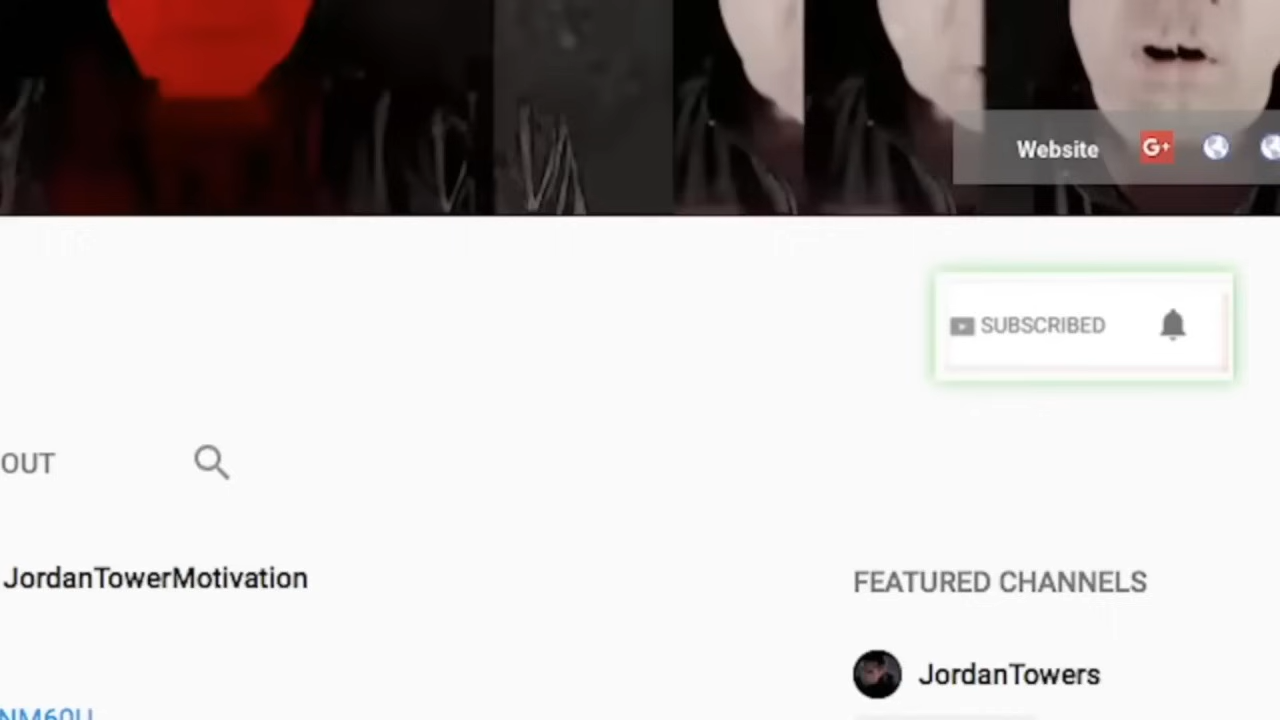 Website G+
SUBSCRIBED
OUT
JordanTowerMotivation
FEATURED CHANNELS
JordanTowers